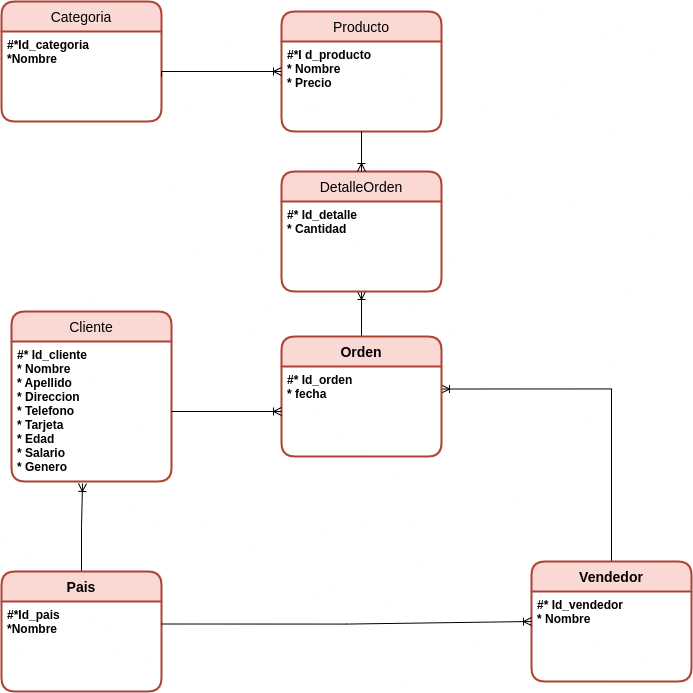 Categoria
#*Id_categoria
*Nombre
Producto
#*I d_producto
* Nombre
* Precio
DetalleOrden
#* Id_detalle
* Cantidad
Cliente
#* Id_cliente
* Nombre
* Apellido
* Direccion
* Telefono
* Tarjeta
* Edad
* Salario
* Genero
Orden
#* Id_orden
* fecha
Pais
#*Id_pais
*Nombre
Vendedor
#* Id_vendedor
* Nombre